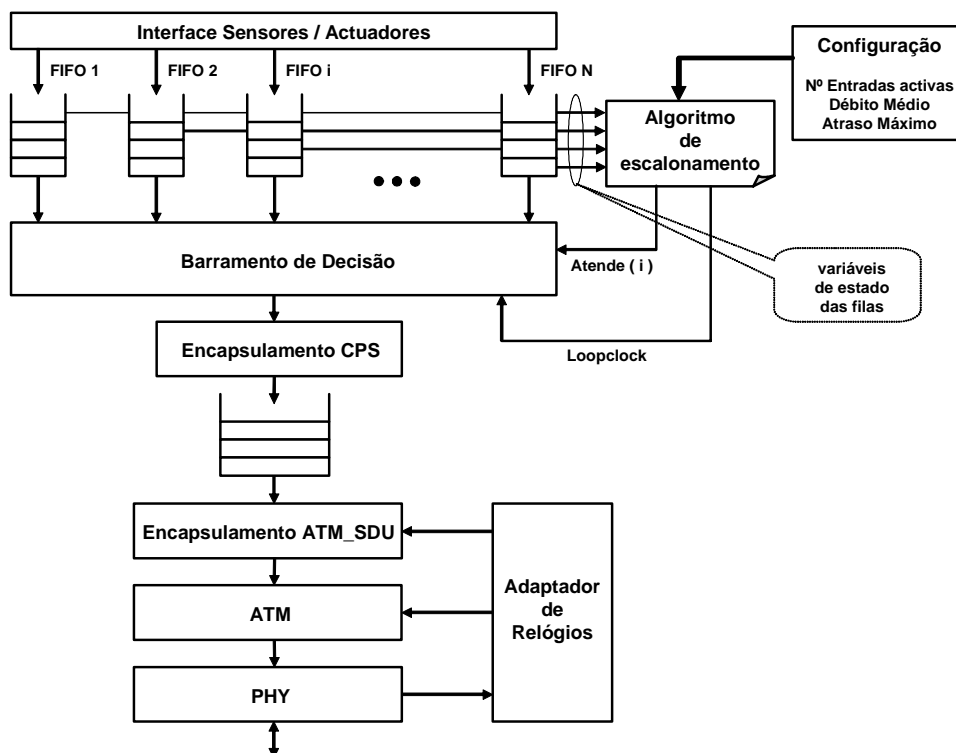 Interface Sensores / Actuadores
FIFO 1
FIFO 2
FIFO i
FIFO N
Configuração
Nº Entradas activas
Débito Médio
Atraso Máximo
Algoritmo
de
escalonamento
Barramento de Decisão
Atende ( i )
variáveis
de estado
das filas
Loopclock
Encapsulamento CPS
Encapsulamento ATM_SDU
ATM
PHY
Adaptador
de
Relógios